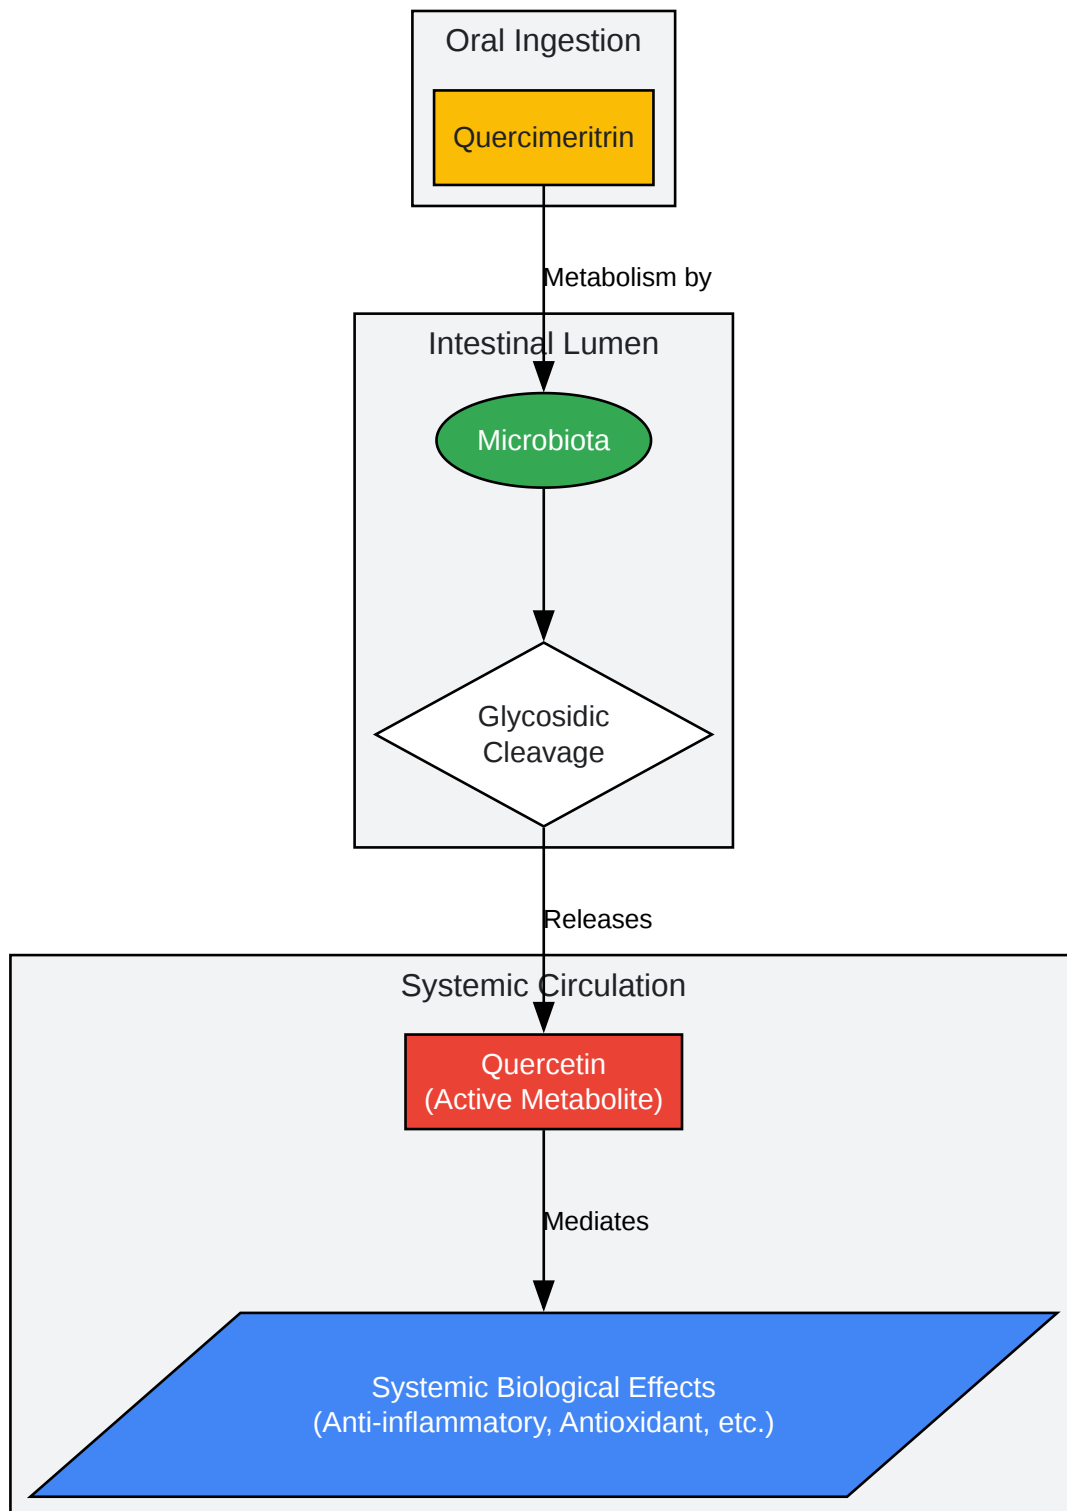 Oral Ingestion
Quercimeritrin
Metabolism by
Intestinal Lumen
Microbiota
Glycosidic
Cleavage
Releases
Systemic Circulation
Quercetin
(Active Metabolite)
Mediates
Systemic Biological Effects
(Anti-inflammatory, Antioxidant, etc.)